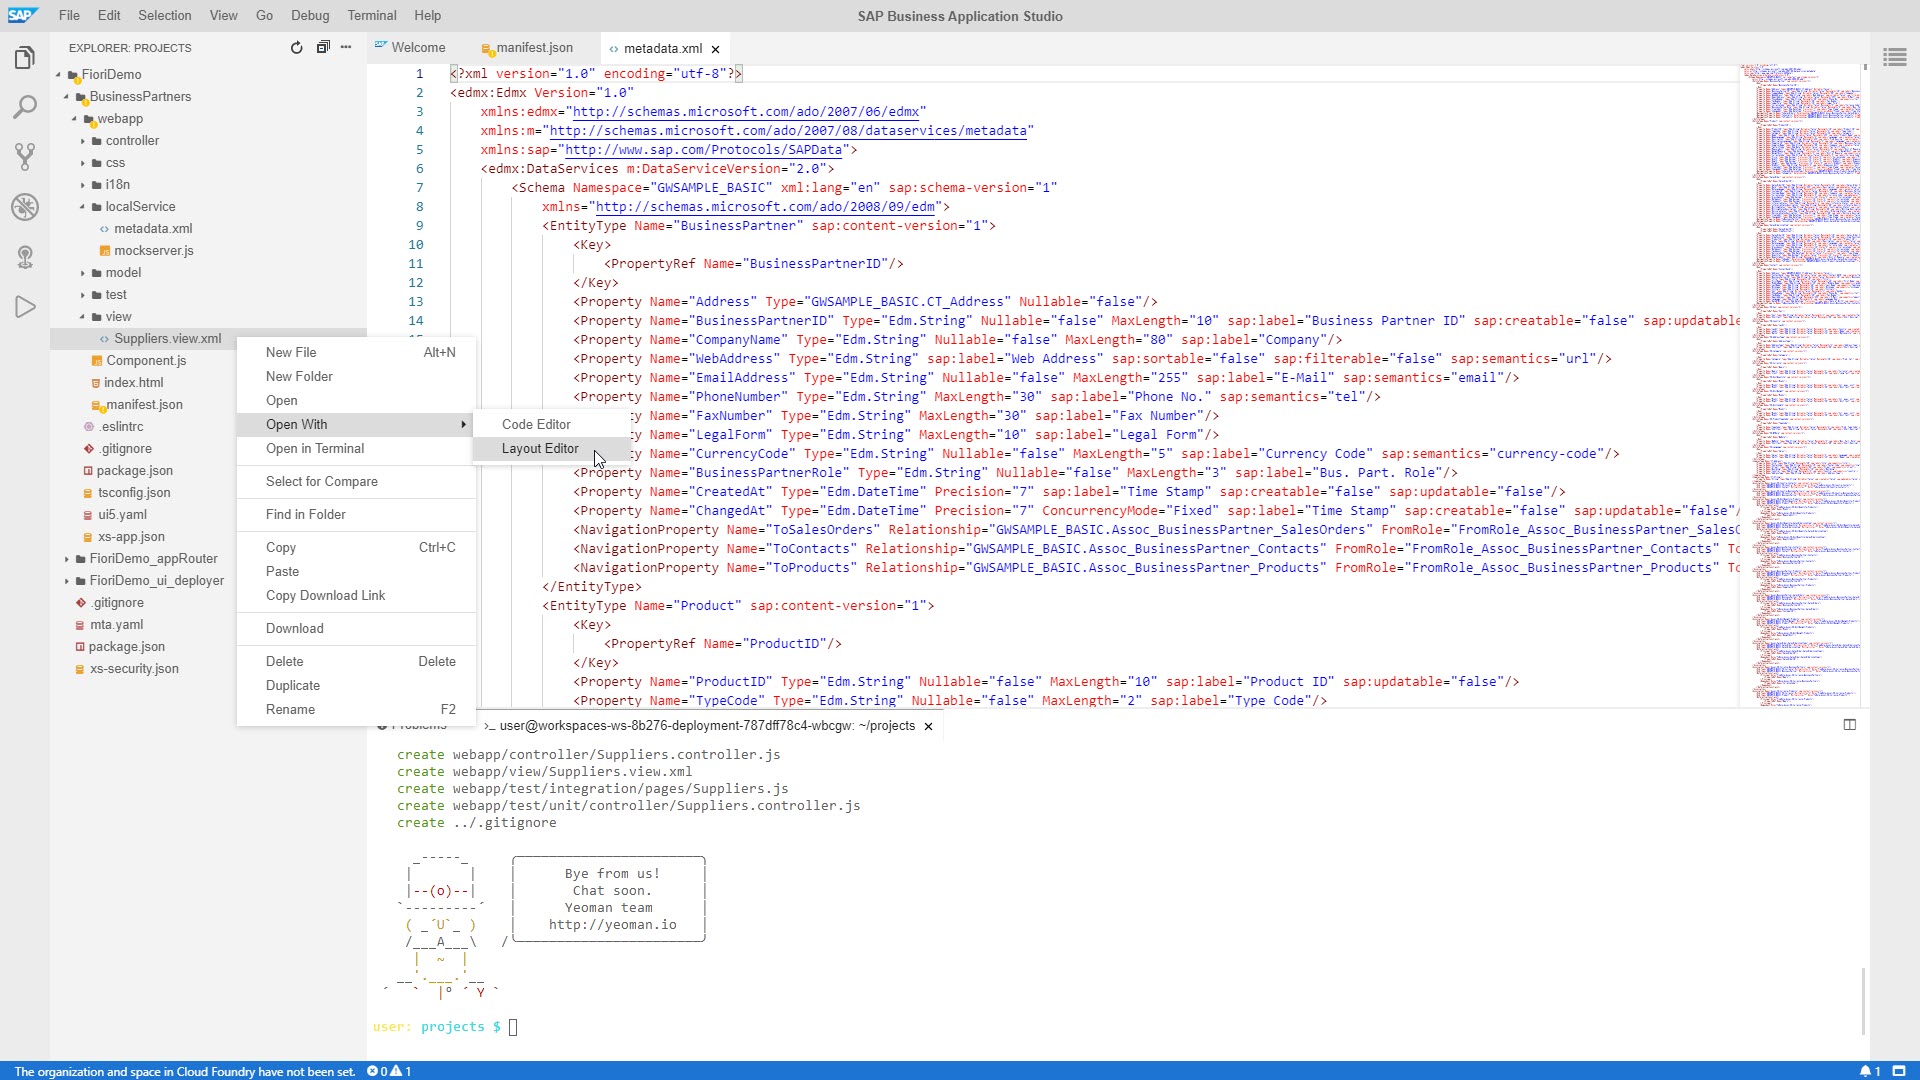 SAP File Edit Selection View Go Debug Terminal Help SAP Business Application Studio
EXPLORER: PROJECTS
FioriDemo
BusinessPartners
webapp
controller
css
i18n
localService
metadata.xml
mockserver.js
model
test
view
Suppliers.view.xml
Component.js
index.html
manifest.json
.eslintrc
.gitignore
package.json
tsconfig.json
ui5.yaml
xs-app.json
FioriDemo_appRouter
FioriDemo_ui_deployer
.gitignore
mta.yaml
package.json
xs-security.json
New File Alt+N
New Folder
Open
Open With
Open in Terminal
Select for Compare
Find in Folder
Copy Ctrl+C
Paste
Copy Download Link
Download
Delete Delete
Duplicate
Rename F2
Code Editor
Layout Editor
Welcome manifest.json metadata.xml
1 <?xml version="1.0" encoding="utf-8"?>
2 <edmx:Edmx Version="1.0"
3 xmlns:edmx="http://schemas.microsoft.com/ado/2007/06/edmx"
4 xmlns:m="http://schemas.microsoft.com/ado/2007/08/dataservices/metadata"
5 xmlns:sap="http://www.sap.com/Protocols/SAPData">
6 <edmx:DataServices m:DataServiceVersion="2.0">
7 <Schema Namespace="GWSAMPLE_BASIC" xml:lang="en" sap:schema-version="1"
8 xmlns="http://schemas.microsoft.com/ado/2008/09/edm">
9 <EntityType Name="BusinessPartner" sap:content-version="1">
10 <Key>
11 <PropertyRef Name="BusinessPartnerID"/>
12 </Key>
13 <Property Name="Address" Type="GWSAMPLE_BASIC.CT_Address" Nullable="false"/>
14 <Property Name="BusinessPartnerID" Type="Edm.String" Nullable="false" MaxLength="10" sap:label="Business Partner ID" sap:creatable="false" sap:updatable
<Property Name="CompanyName" Type="Edm.String" Nullable="false" MaxLength="80" sap:label="Company"/>
<Property Name="WebAddress" Type="Edm.String" sap:label="Web Address" sap:sortable="false" sap:filterable="false" sap:semantics="url"/>
<Property Name="EmailAddress" Type="Edm.String" Nullable="false" MaxLength="255" sap:label="E-Mail" sap:semantics="email"/>
<Property Name="PhoneNumber" Type="Edm.String" MaxLength="30" sap:label="Phone No." sap:semantics="tel"/>
Name="FaxNumber" Type="Edm.String" MaxLength="30" sap:label="Fax Number"/>
Name="LegalForm" Type="Edm.String" MaxLength="10" sap:label="Legal Form"/>
Name="CurrencyCode" Type="Edm.String" Nullable="false" MaxLength="5" sap:label="Currency Code" sap:semantics="currency-code"/>
<Property Name="BusinessPartnerRole" Type="Edm.String" Nullable="false" MaxLength="3" sap:label="Bus. Part. Role"/>
<Property Name="CreatedAt" Type="Edm.DateTime" Precision="7" sap:label="Time Stamp" sap:creatable="false" sap:updatable="false"/>
<Property Name="ChangedAt" Type="Edm.DateTime" Precision="7" ConcurrencyMode="Fixed" sap:label="Time Stamp" sap:creatable="false" sap:updatable="false"/
<NavigationProperty Name="ToSalesOrders" Relationship="GWSAMPLE_BASIC.Assoc_BusinessPartner_SalesOrders" FromRole="FromRole_Assoc_BusinessPartner_SalesO
<NavigationProperty Name="ToContacts" Relationship="GWSAMPLE_BASIC.Assoc_BusinessPartner_Contacts" FromRole="FromRole_Assoc_BusinessPartner_Contacts" To
<NavigationProperty Name="ToProducts" Relationship="GWSAMPLE_BASIC.Assoc_BusinessPartner_Products" FromRole="FromRole_Assoc_BusinessPartner_Products" To
</EntityType>
<EntityType Name="Product" sap:content-version="1">
<Key>
<PropertyRef Name="ProductID"/>
</Key>
<Property Name="ProductID" Type="Edm.String" Nullable="false" MaxLength="10" sap:label="Product ID" sap:updatable="false"/>
<Property Name="TypeCode" Type="Edm.String" Nullable="false" MaxLength="2" sap:label="Type Code"/>
Problems >_ user@workspaces-ws-8b276-deployment-787dff78c4-wbcgw: ~/projects
create webapp/controller/Suppliers.controller.js
create webapp/view/Suppliers.view.xml
create webapp/test/integration/pages/Suppliers.js
create webapp/test/unit/controller/Suppliers.controller.js
create ../.gitignore
Bye from us!
Chat soon.
Yeoman team
http://yeoman.io
user: projects $
The organization and space in Cloud Foundry have not been set. 0 1 1